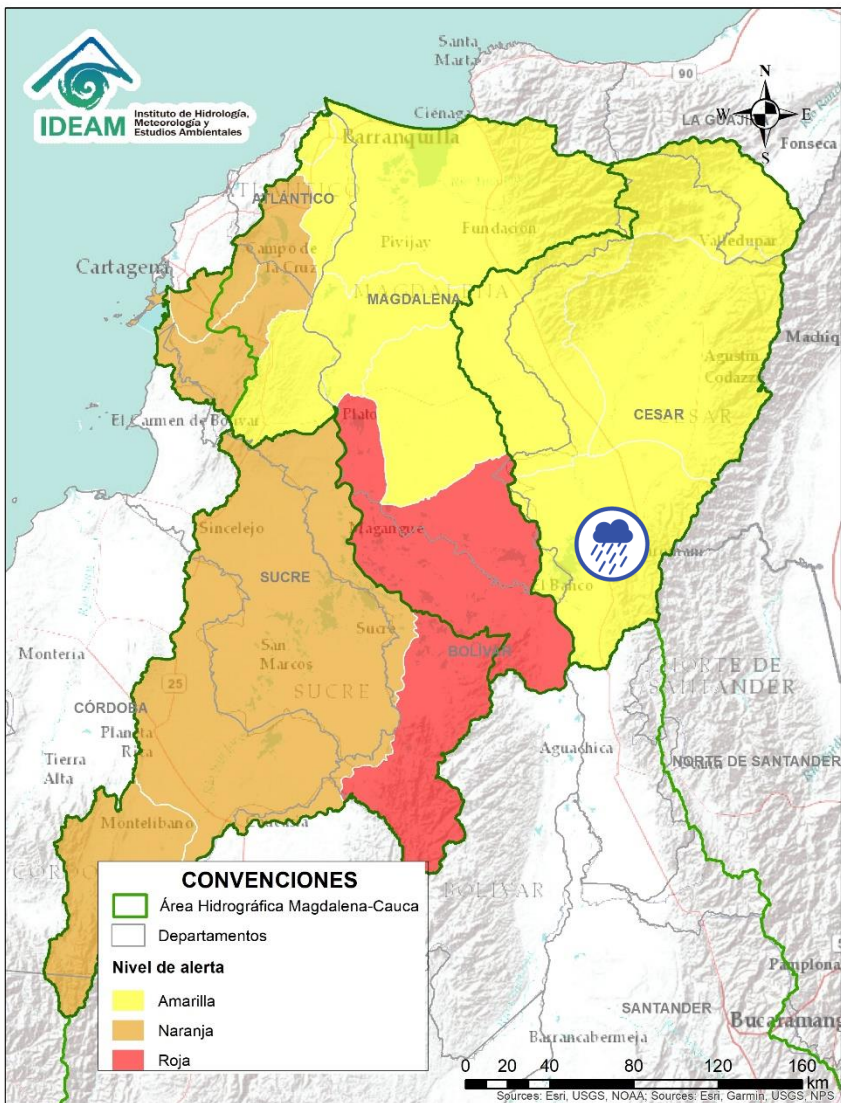 IDEAM
Instituto de Hidrología,
Meteorología y
Estudios Ambientales
Santa
Marta
90
N
W
E
S
LA GUAJIRA
Fonseca
Ciénaga
Barranquilla
ATLÁNTICO
Cartagena
Campo de
la Cruz
Pivijay
Fundación
Valledupar
MAGDALENA
MAGDALENA
Agustín
Codazzi
CESAR
CESAR
El Carmen de Bolívar
Plato
Sincelejo
Magangué
SUCRE
El Banco
Sucre
San
Marcos
BOLÍVAR
Montería
25
SUCRE
NORTE DE
SANTANDER
CÓRDOBA
Planeta
Rica
Tierra
Alta
Aguachica
NORTE DE SANTANDER
Montelíbano
BOLÍVAR
CONVENCIONES
Área Hidrográfica Magdalena-Cauca
Departamentos
Nivel de alerta
Amarilla
Naranja
Roja
Pamplona
SANTANDER
Bucaramang
Barrancabermeja
0 20 40 80 120 160
km
Sources: Esri, USGS, NOAA; Sources: Esri, Garmin, USGS, NPS